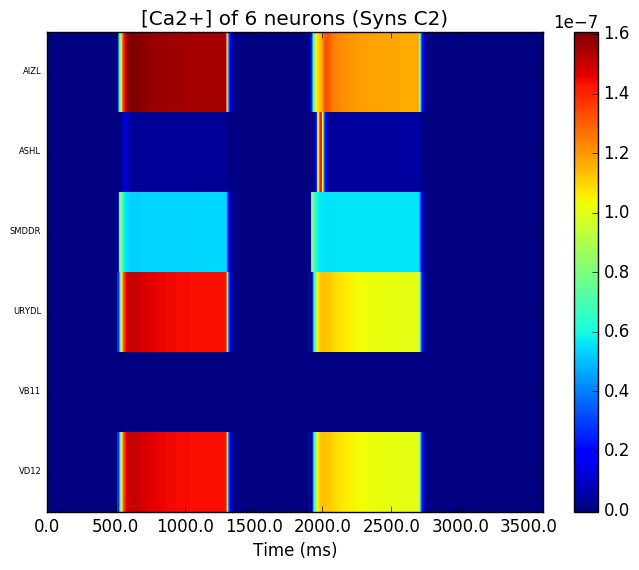 [Ca2+] of 6 neurons (Syns C2)
1e−7
AIZL
ASHL
SMDDR
URYDL
VB11
VD12
1.6
1.4
1.2
1.0
0.8
0.6
0.4
0.2
0.0
0.0 500.0 1000.0 1500.0 2000.0 2500.0 3000.0 3500.0
Time (ms)